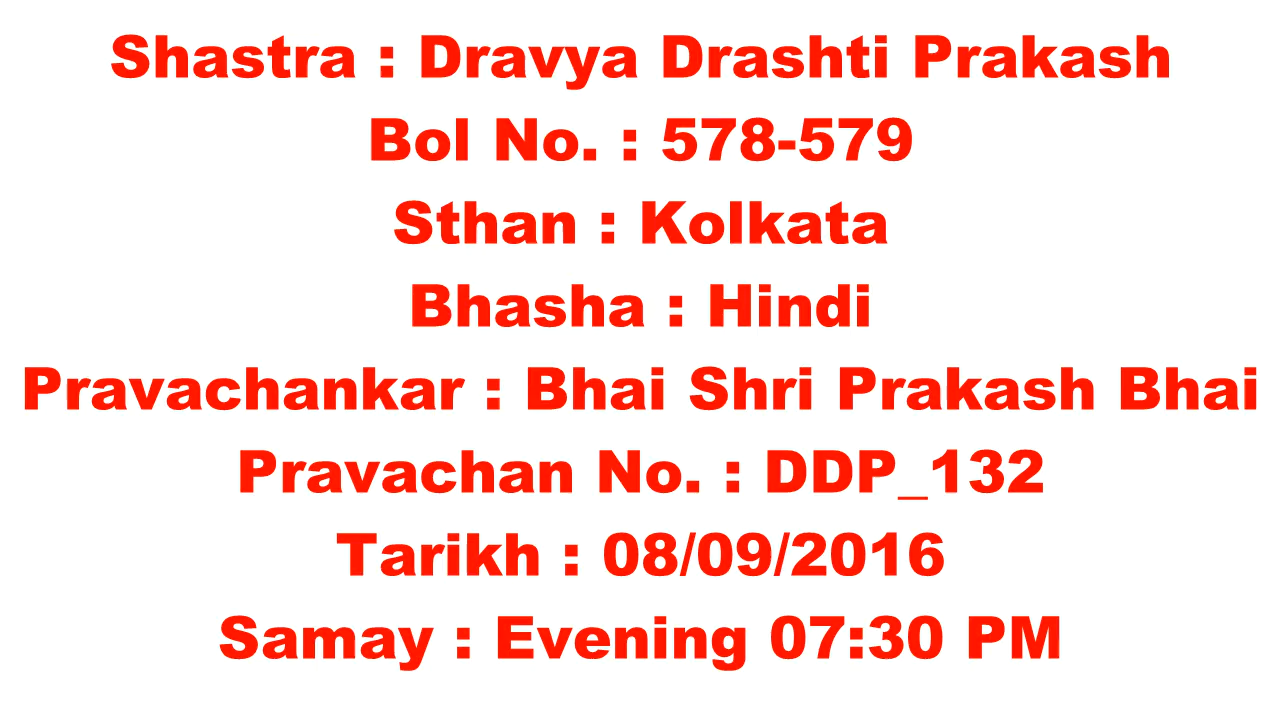 Shastra : Dravya Drashti Prakash
Bol No. : 578-579
Sthan : Kolkata
Bhasha : Hindi
Pravachankar : Bhai Shri Prakash Bhai
Pravachan No. : DDP_132
Tarikh : 08/09/2016
Samay : Evening 07:30 PM